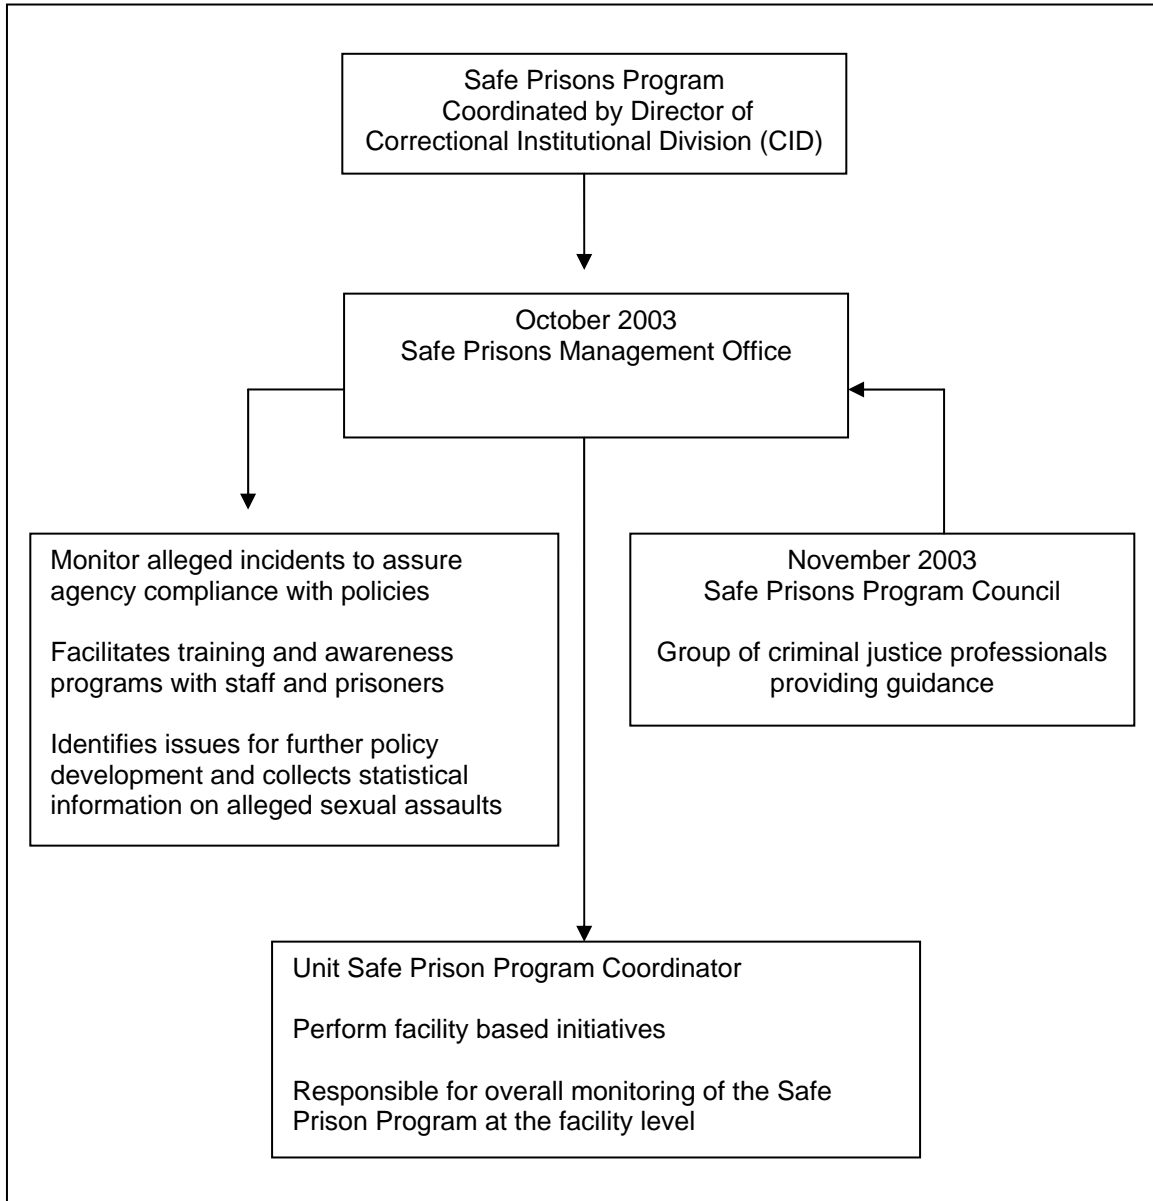 Safe Prisons Program
Coordinated by Director of
Correctional Institutional Division (CID)
October 2003
Safe Prisons Management Office
Monitor alleged incidents to assure
agency compliance with policies
Facilitates training and awareness
programs with staff and prisoners
Identifies issues for further policy
development and collects statistical
information on alleged sexual assaults
November 2003
Safe Prisons Program Council
Group of criminal justice professionals
providing guidance
Unit Safe Prison Program Coordinator
Perform facility based initiatives
Responsible for overall monitoring of the Safe
Prison Program at the facility level